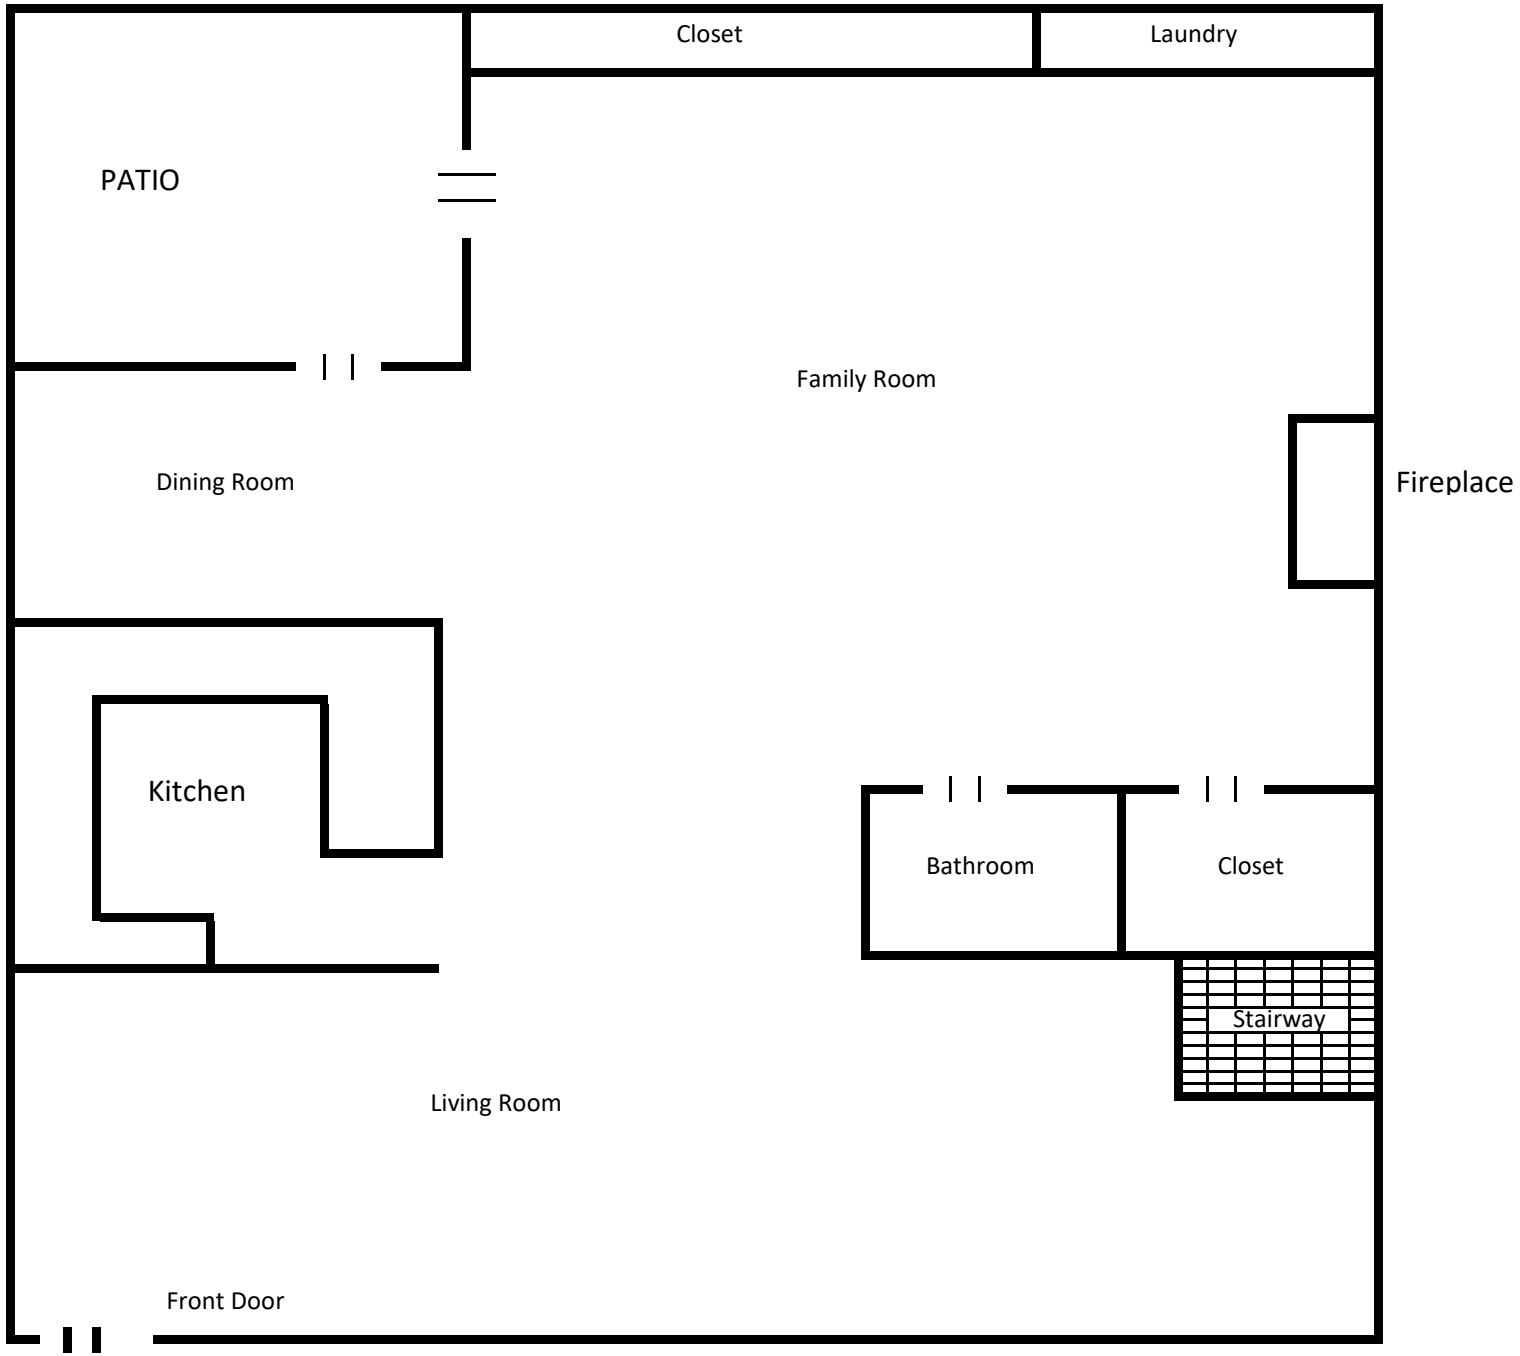 Closet
Laundry
PATIO
Family Room
Dining Room
Fireplace
Kitchen
Bathroom
Closet
Stairway
Living Room
Front Door